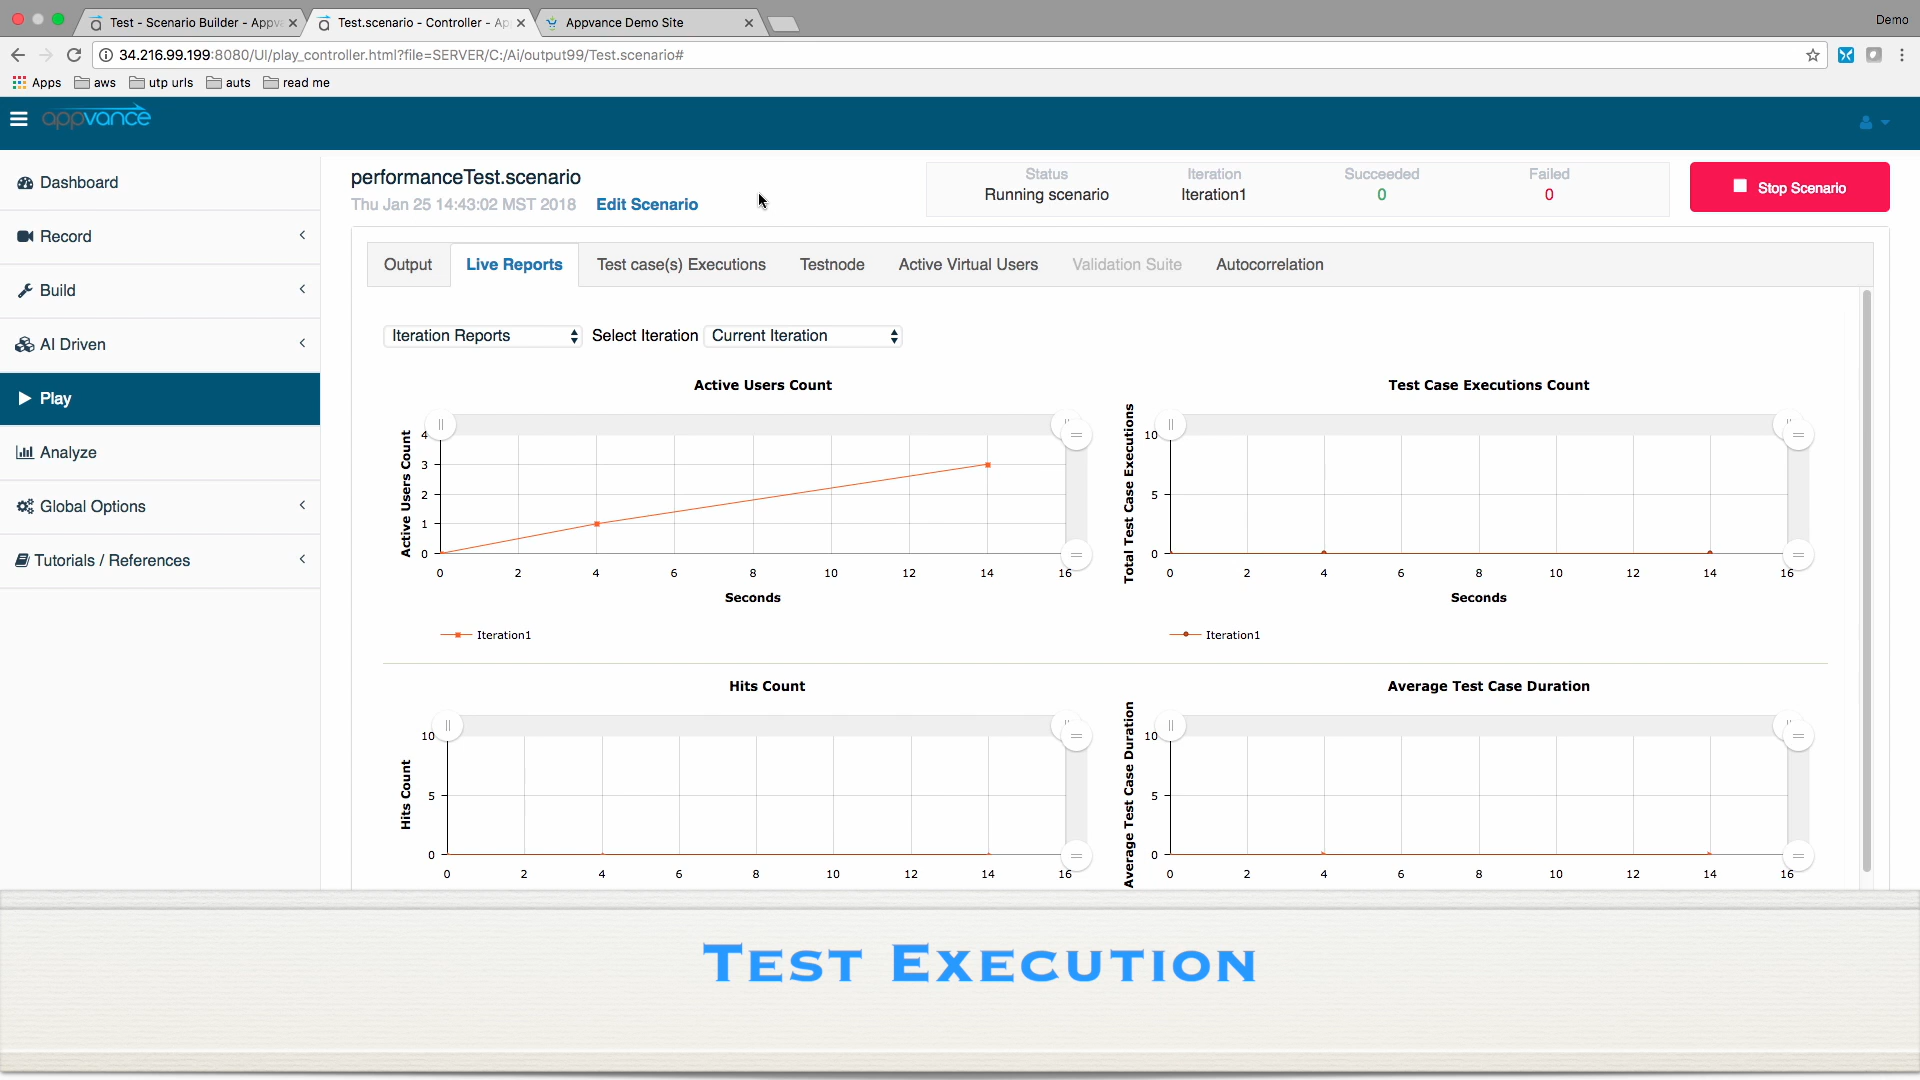 Demo
Test - Scenario Builder - Appva
Test.scenario - Controller - Ap
Appvance Demo Site
34.216.99.199:8080/UI/play_controller.html?file=SERVER/C:/Ai/output99/Test.scenario#
Apps aws utp urls auts read me
appvance
Dashboard
Record
Build
AI Driven
Play
Analyze
Global Options
Tutorials / References
performanceTest.scenario
Thu Jan 25 14:43:02 MST 2018 Edit Scenario
Status Iteration Succeeded Failed
Running scenario Iteration1 0 0
Stop Scenario
Output Live Reports Test case(s) Executions Testnode Active Virtual Users Validation Suite Autocorrelation
Iteration Reports Select Iteration Current Iteration
Active Users Count
Active Users Count
4
3
2
1
0
0 2 4 6 8 10 12 14 16
Seconds
Iteration1
Test Case Executions Count
Total Test Case Executions
10
5
0
0 2 4 6 8 10 12 14 16
Seconds
Iteration1
Hits Count
Hits Count
10
5
0
0 2 4 6 8 10 12 14 16
Average Test Case Duration
Average Test Case Duration
10
5
0
0 2 4 6 8 10 12 14 16
TEST EXECUTION